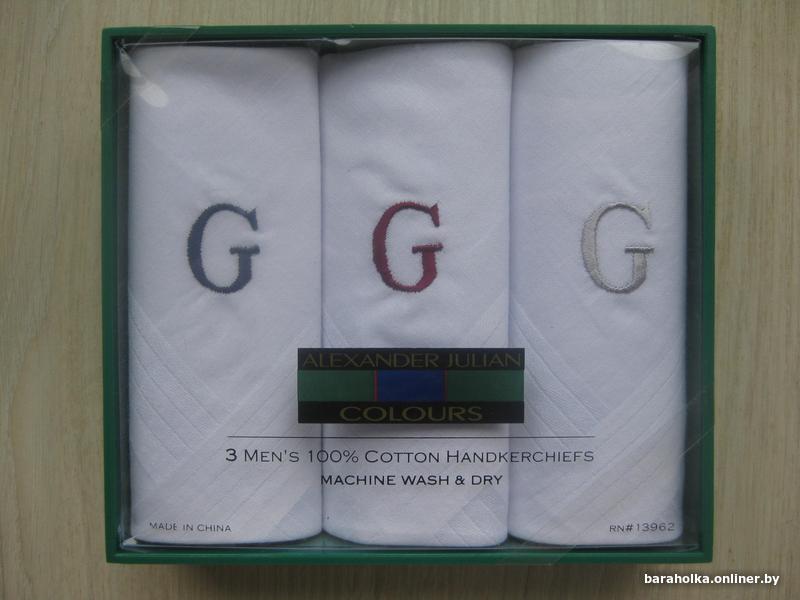 G G G
ALEXANDER JULIAN
COLOURS
3 MEN'S 100% COTTON HANDKERCHIEFS
MACHINE WASH & DRY
MADE IN CHINA RN#13962
baraholka.onliner.by